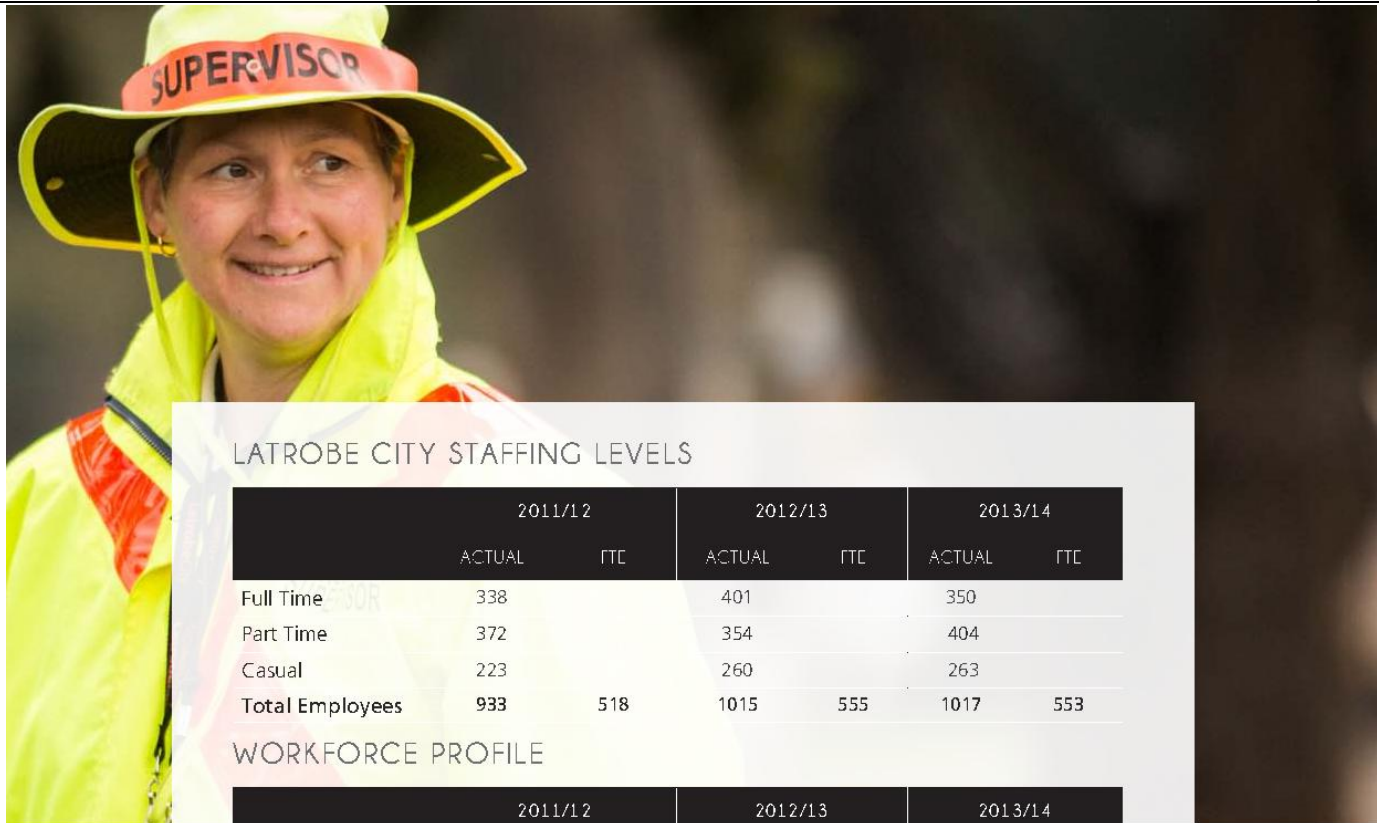 SUPERVISOR
LATROBE CITY STAFFING LEVELS
2011/12 2012/13 2013/14
ACTUAL FTE ACTUAL FTE ACTUAL FTE
Full Time 338 401 350
Part Time 372 354 404
Casual 223 260 263
Total Employees 933 518 1015 555 1017 553
WORKFORCE PROFILE
2011/12 2012/13 2013/14